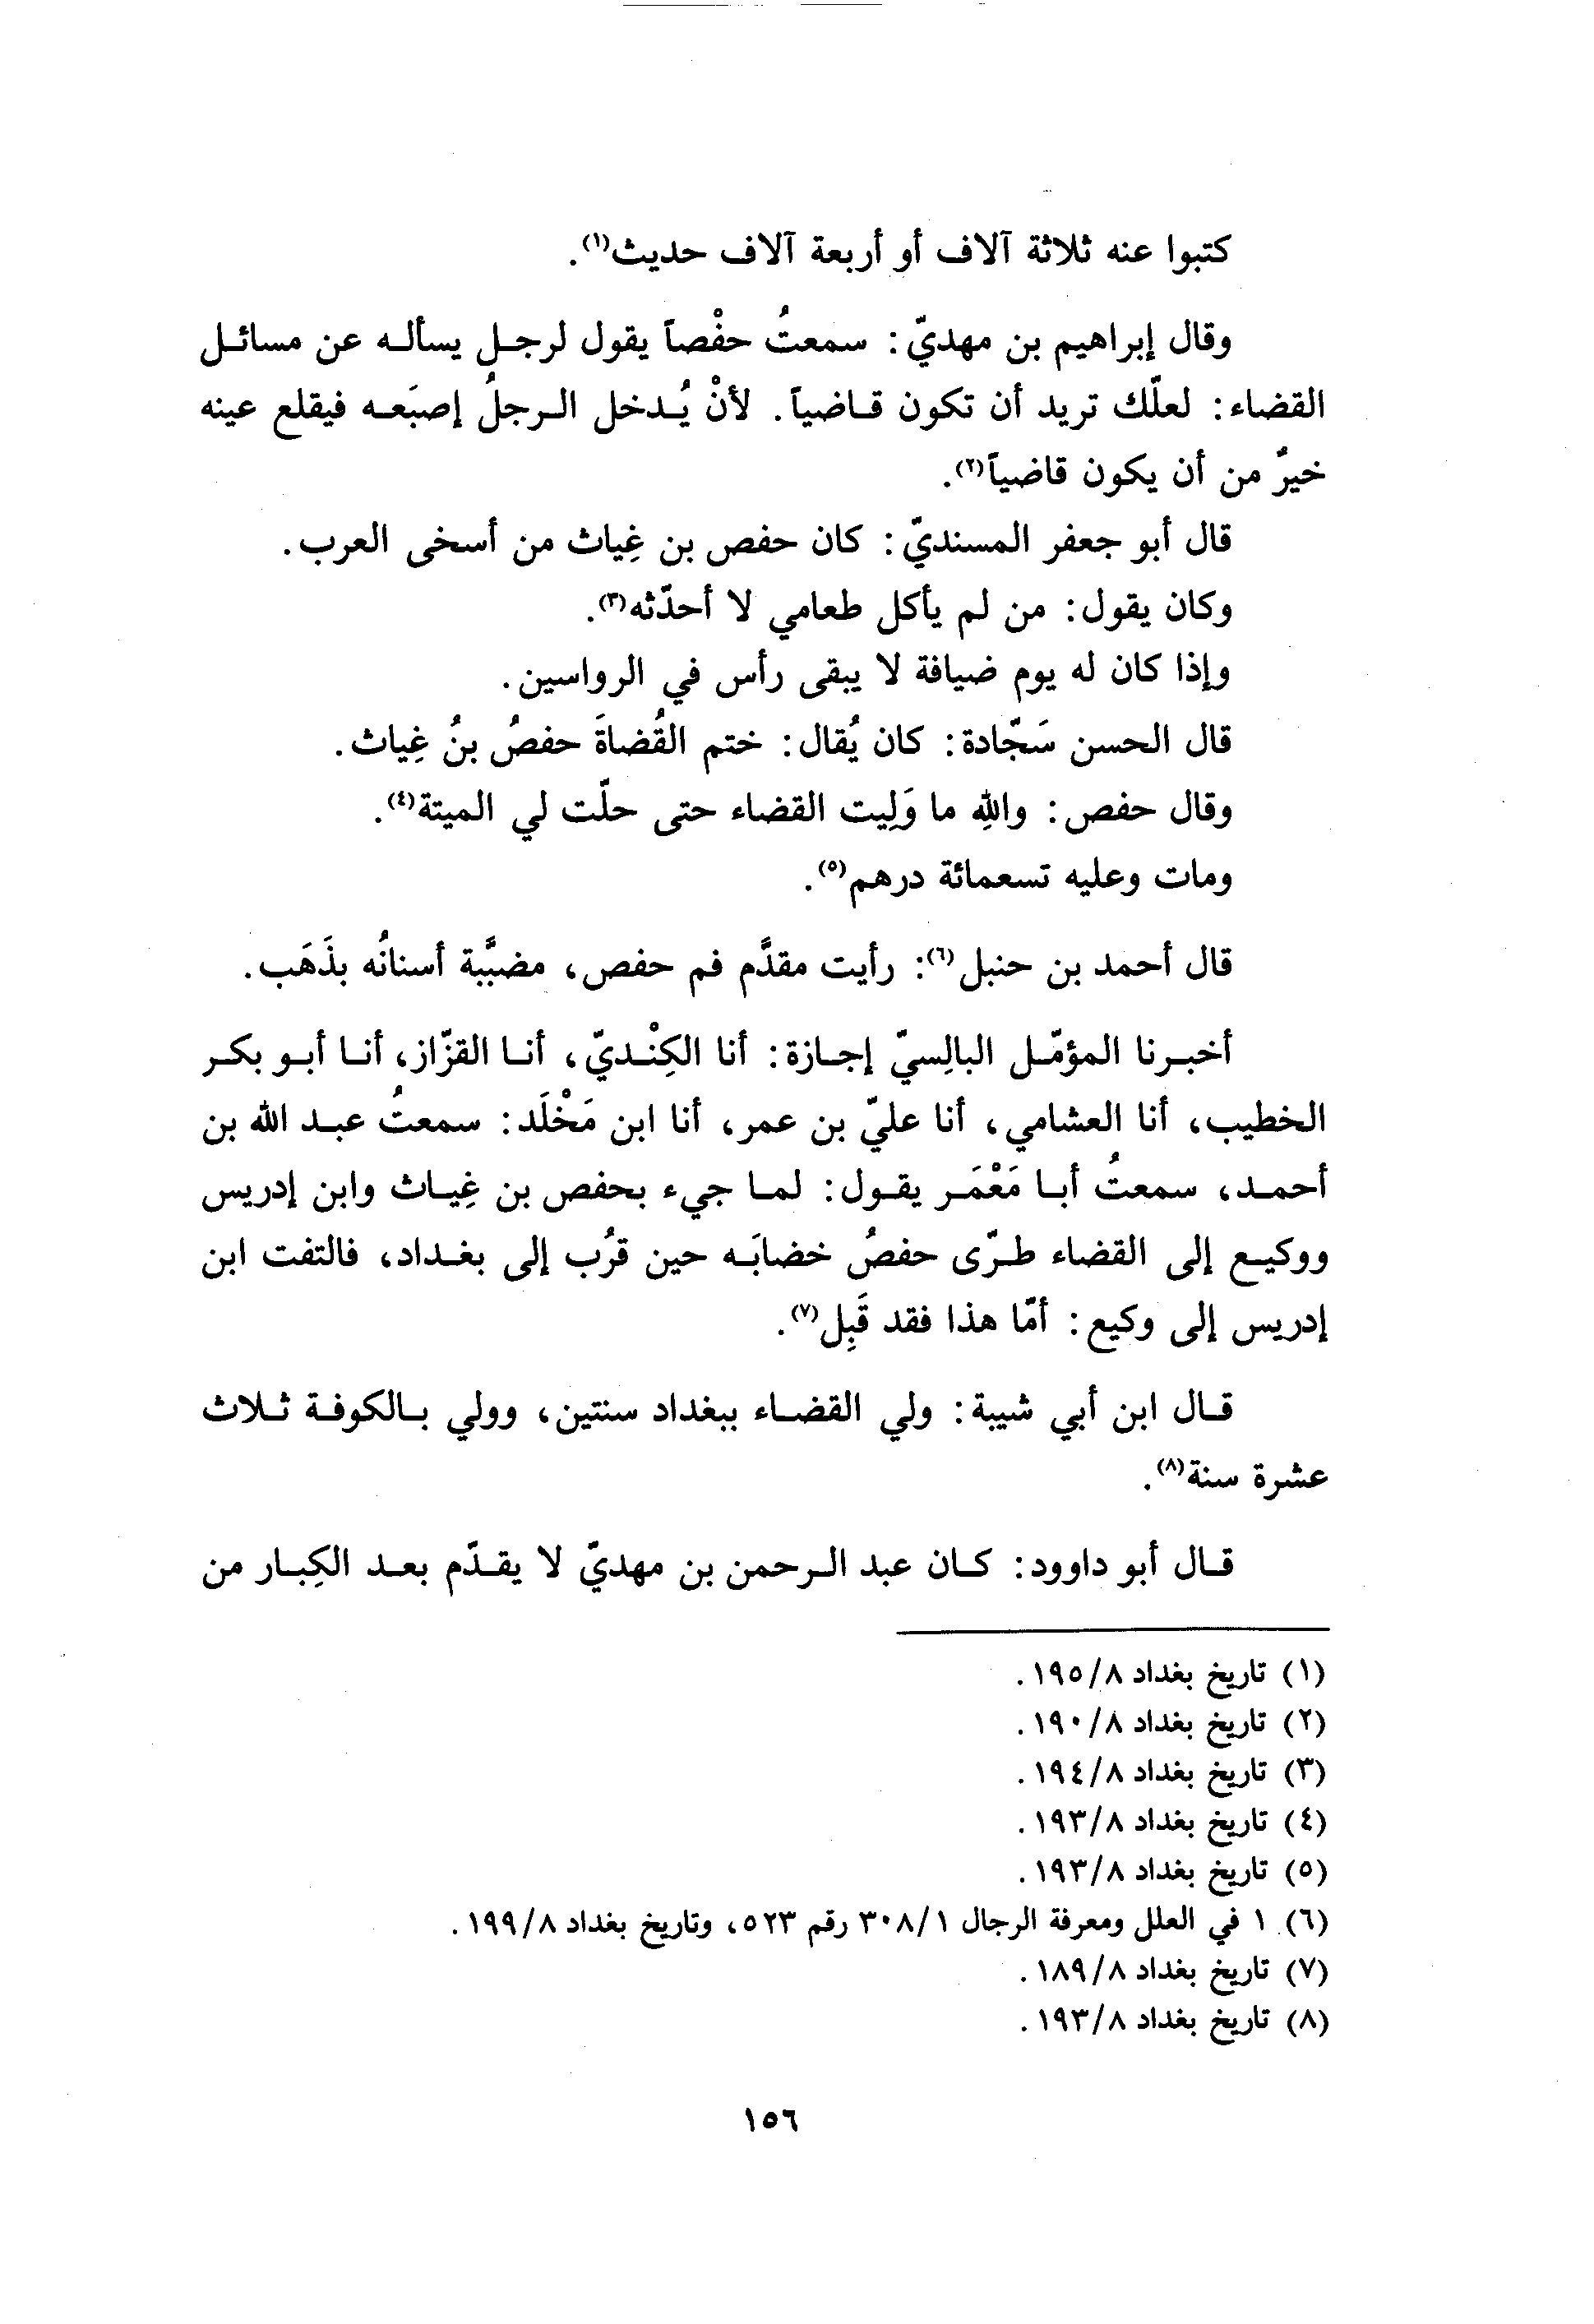 كتبوا عنه ثلاثة آلاف أو أربعة آلاف حديث(١).
وقال إبراهيم بن مهديّ: سمعتُ حفْصاً يقول لرجل يسأله عن مسائل
القضاء: لعلّك تريد أن تكون قاضياً. لأنْ يُدخل الرجلُ إصبَعه فيقلع عينه
خيرٌ من أن يكون قاضياً(٢).
قال أبو جعفر المسنديّ: كان حفص بن غِياث من أسخى العرب.
وكان يقول: من لم يأكل طعامي لا أحدّثه(٣).
وإذا كان له يوم ضيافة لا يبقى رأس في الرواسين.
قال الحسن سَجّادة: كان يُقال: ختم القُضاةَ حفصُ بنُ غِياث.
وقال حفص: واللهِ ما وَلِيت القضاء حتى حلّت لي الميتة(٤).
ومات وعليه تسعمائة درهم(٥).
قال أحمد بن حنبل(٦): رأيت مقدَّم فم حفص، مضبَّبة أسنانُه بذَهَب.
أخبرنا المؤمّل البالِسيّ إجازة: أنا الكِنْديّ، أنا القزّاز، أنا أبو بكر
الخطيب، أنا العشامي، أنا عليّ بن عمر، أنا ابن مَخْلَد: سمعتُ عبد الله بن
أحمد، سمعتُ أبا مَعْمَر يقول: لما جيء بحفص بن غِياث وابن إدريس
ووكيع إلى القضاء طرّى حفصُ خضابَه حين قرُب إلى بغداد، فالتفت ابن
إدريس إلى وكيع: أمّا هذا فقد قَبِل(٧).
قال ابن أبي شيبة: ولي القضاء ببغداد سنتين، وولي بالكوفة ثلاث
عشرة سنة(٨).
قال أبو داوود: كان عبد الرحمن بن مهديّ لا يقدّم بعد الكِبار من
(١) تاريخ بغداد ٨/١٩٥.
(٢) تاريخ بغداد ٨/١٩٠.
(٣) تاريخ بغداد ٨/١٩٤.
(٤) تاريخ بغداد ٨/١٩٣.
(٥) تاريخ بغداد ٨/١٩٣.
(٦) ١ في العلل ومعرفة الرجال ٣٠٨/١ رقم ٥٢٣، وتاريخ بغداد ٨/١٩٩.
(٧) تاريخ بغداد ٨/١٨٩.
(٨) تاريخ بغداد ٨/١٩٣.
١٥٦